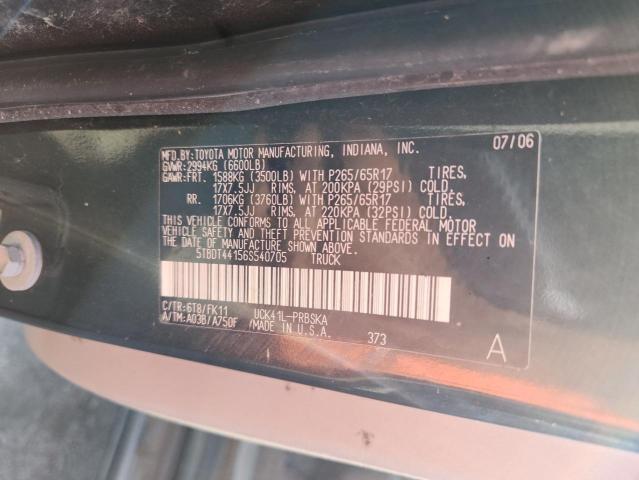 MFD.BY:TOYOTA MOTOR MANUFACTURING, INDIANA, INC. 07/06
GVWR:2994KG (6600LB)
GAWR:FRT. 1588KG (3500LB) WITH P265/65R17 TIRES,
17X7.5JJ RIMS, AT 200KPA (29PSI) COLD.
RR. 1706KG (3760LB) WITH P265/65R17 TIRES,
17X7.5JJ RIMS, AT 220KPA (32PSI) COLD.
THIS VEHICLE CONFORMS TO ALL APPLICABLE FEDERAL MOTOR
VEHICLE SAFETY AND THEFT PREVENTION STANDARDS IN EFFECT
ON THE DATE OF MANUFACTURE SHOWN ABOVE.
5TBDT44156S540705 TRUCK
C/TR:6T8/FK11 UCK41L-PRBSKA
A/TM:A03B/A750F /MADE IN U.S.A. 373 A